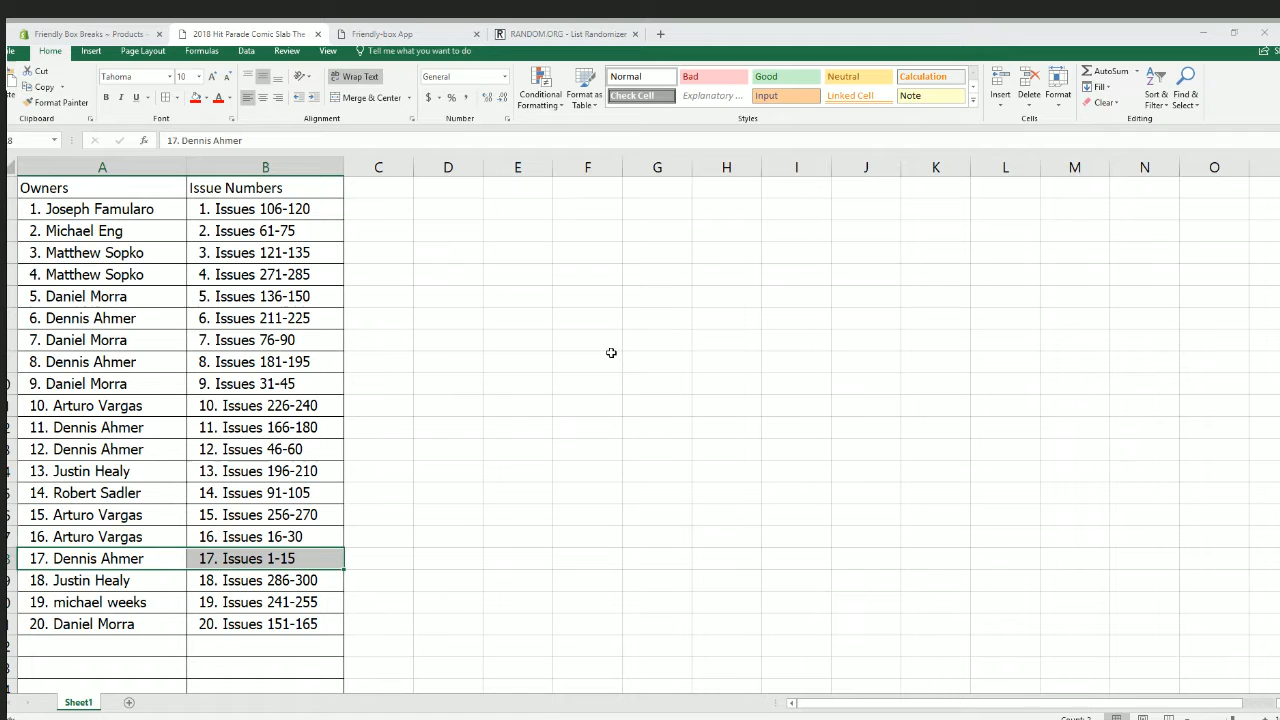 Friendly Box Breaks ~ Products ~ × 2018 Hit Parade Comic Slab The × Friendly-box App × RANDOM.ORG - List Randomizer × +
Home Insert Page Layout Formulas Data Review View Tell me what you want to do
Cut Copy Format Painter Clipboard
Tahoma 10 B I U Font
Wrap Text Merge & Center Alignment
General $ % Number
Conditional Formatting Format as Table
Normal Bad Good Neutral Calculation
Check Cell Explanatory ... Input Linked Cell Note
Styles
Insert Delete Format Cells
AutoSum Fill Clear Sort & Filter Find & Select Editing
fx 17. Dennis Ahmer
A B C D E F G H I J K L M N O
Owners Issue Numbers
1. Joseph Famularo 1. Issues 106-120
2. Michael Eng 2. Issues 61-75
3. Matthew Sopko 3. Issues 121-135
4. Matthew Sopko 4. Issues 271-285
5. Daniel Morra 5. Issues 136-150
6. Dennis Ahmer 6. Issues 211-225
7. Daniel Morra 7. Issues 76-90
8. Dennis Ahmer 8. Issues 181-195
9. Daniel Morra 9. Issues 31-45
10. Arturo Vargas 10. Issues 226-240
11. Dennis Ahmer 11. Issues 166-180
12. Dennis Ahmer 12. Issues 46-60
13. Justin Healy 13. Issues 196-210
14. Robert Sadler 14. Issues 91-105
15. Arturo Vargas 15. Issues 256-270
16. Arturo Vargas 16. Issues 16-30
17. Dennis Ahmer 17. Issues 1-15
18. Justin Healy 18. Issues 286-300
19. michael weeks 19. Issues 241-255
20. Daniel Morra 20. Issues 151-165
Sheet1